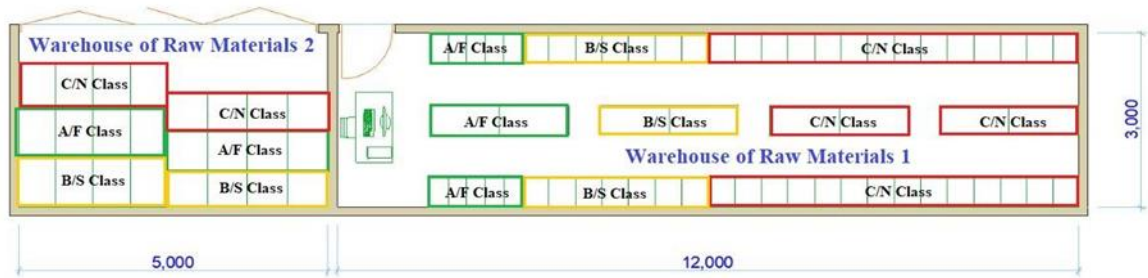 Warehouse of Raw Materials 2
C/N Class
A/F Class
B/S Class
C/N Class
A/F Class
B/S Class
A/F Class
B/S Class
C/N Class
A/F Class
B/S Class
C/N Class
C/N Class
Warehouse of Raw Materials 1
A/F Class
B/S Class
C/N Class
3,000
5,000
12,000